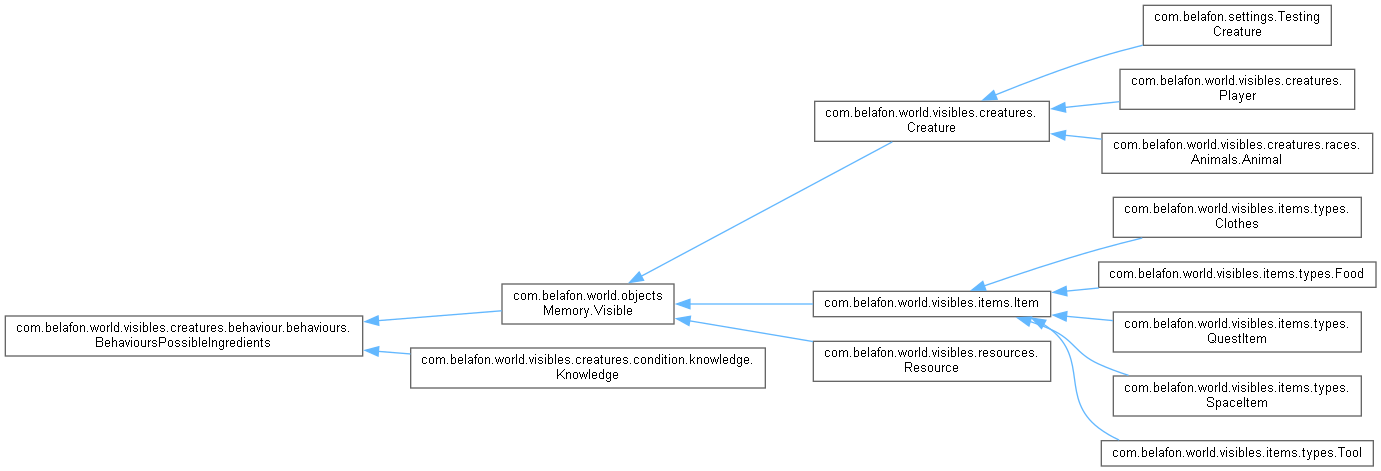 com.belafon.settings.Testing
Creature
com.belafon.world.visibles.creatures.
Player
com.belafon.world.visibles.creatures.
Creature
com.belafon.world.visibles.creatures.races.
Animals.Animal
com.belafon.world.visibles.items.types.
Clothes
com.belafon.world.visibles.items.types.Food
com.belafon.world.objects
Memory.Visible
com.belafon.world.visibles.items.Item
com.belafon.world.visibles.creatures.behaviour.behaviours.
BehavioursPossibleIngredients
com.belafon.world.visibles.items.types.
QuestItem
com.belafon.world.visibles.creatures.condition.knowledge.
Knowledge
com.belafon.world.visibles.resources.
Resource
com.belafon.world.visibles.items.types.
SpaceItem
com.belafon.world.visibles.items.types.Tool